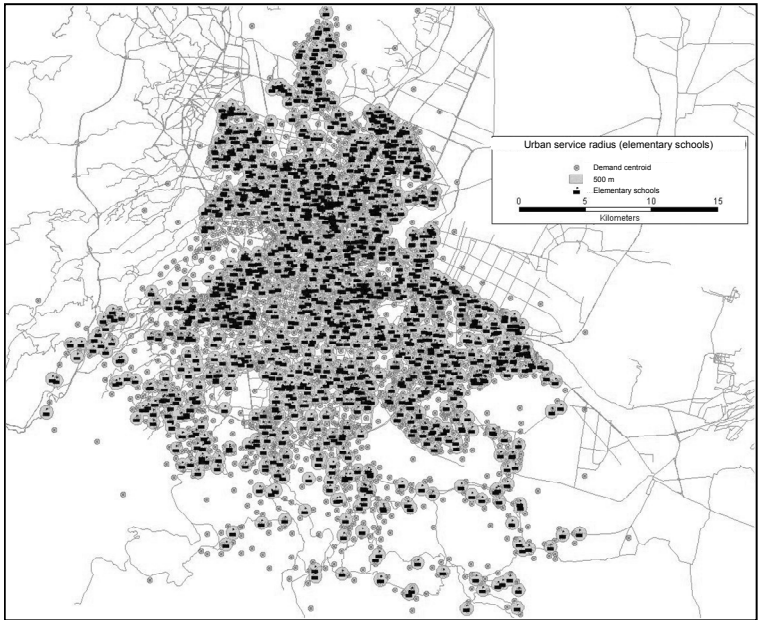 Urban service radius (elementary schools)
Demand centroid
500 m
Elementary schools
0 5 10 15
Kilometers